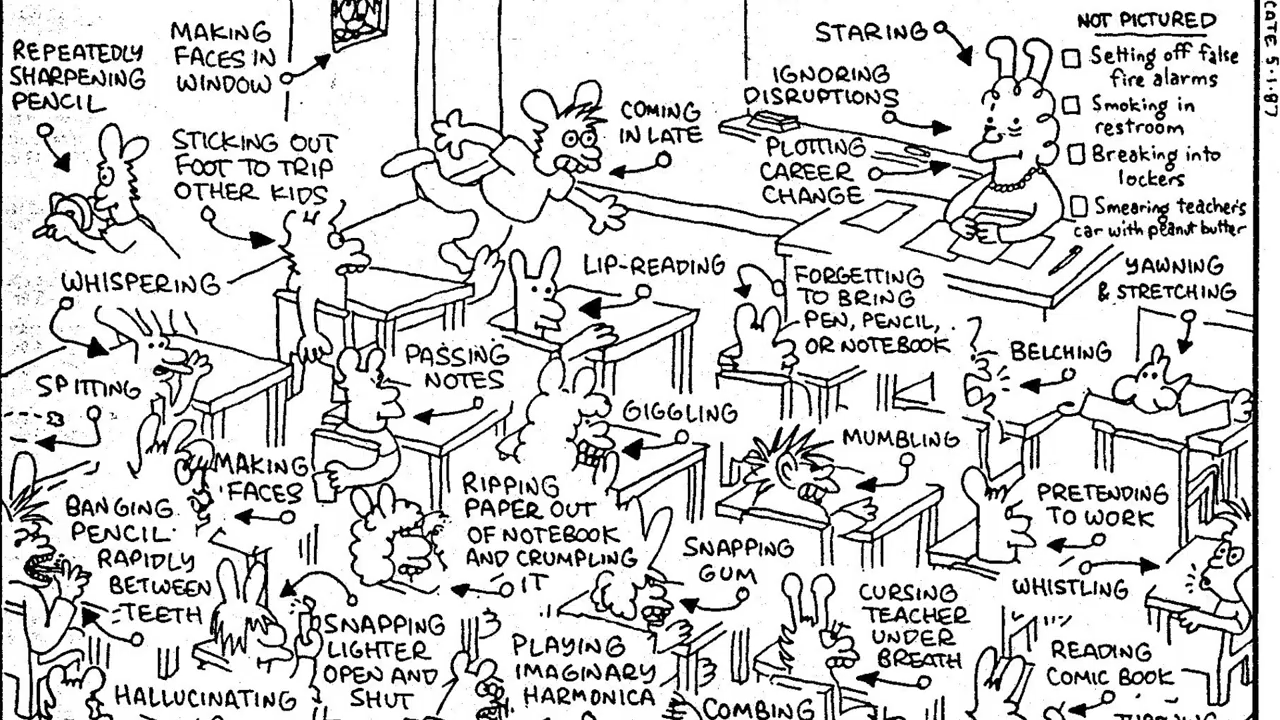 REPEATEDLY
SHARPENING
PENCIL
MAKING
FACES IN
WINDOW
STICKING OUT
FOOT TO TRIP
OTHER KIDS
COMING
IN LATE
STARING
IGNORING
DISRUPTIONS
PLOTTING
CAREER
CHANGE
NOT PICTURED
Setting off false
fire alarms
Smoking in
restroom
Breaking into
lockers
Smearing teacher's
car with peanut butter
5-1-87
WHISPERING
LIP-READING
FORGETTING
TO BRING
PEN, PENCIL,
OR NOTEBOOK
YAWNING
& STRETCHING
SPITTING
PASSING
NOTES
BELCHING
GIGGLING
MUMBLING
MAKING
FACES
BANGING
PENCIL
RAPIDLY
BETWEEN
TEETH
RIPPING
PAPER OUT
OF NOTEBOOK
AND CRUMPLING
IT
SNAPPING
GUM
PRETENDING
TO WORK
WHISTLING
CURSING
TEACHER
UNDER
BREATH
SNAPPING
LIGHTER
OPEN AND
SHUT
PLAYING
IMAGINARY
HARMONICA
READING
COMIC BOOK
HALLUCINATING
COMBING